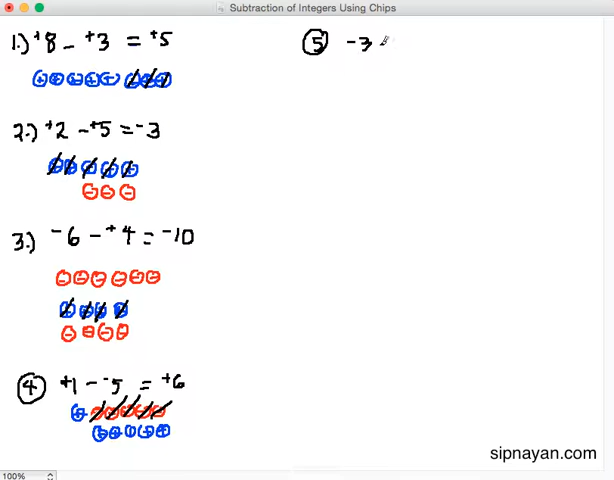 Subtraction of Integers Using Chips
1.) +8 - +3 = +5
2.) +2 - +5 = -3
3.) -6 - +4 = -10
4 +1 - -5 = +6
5 -3
sipnayan.com
100%